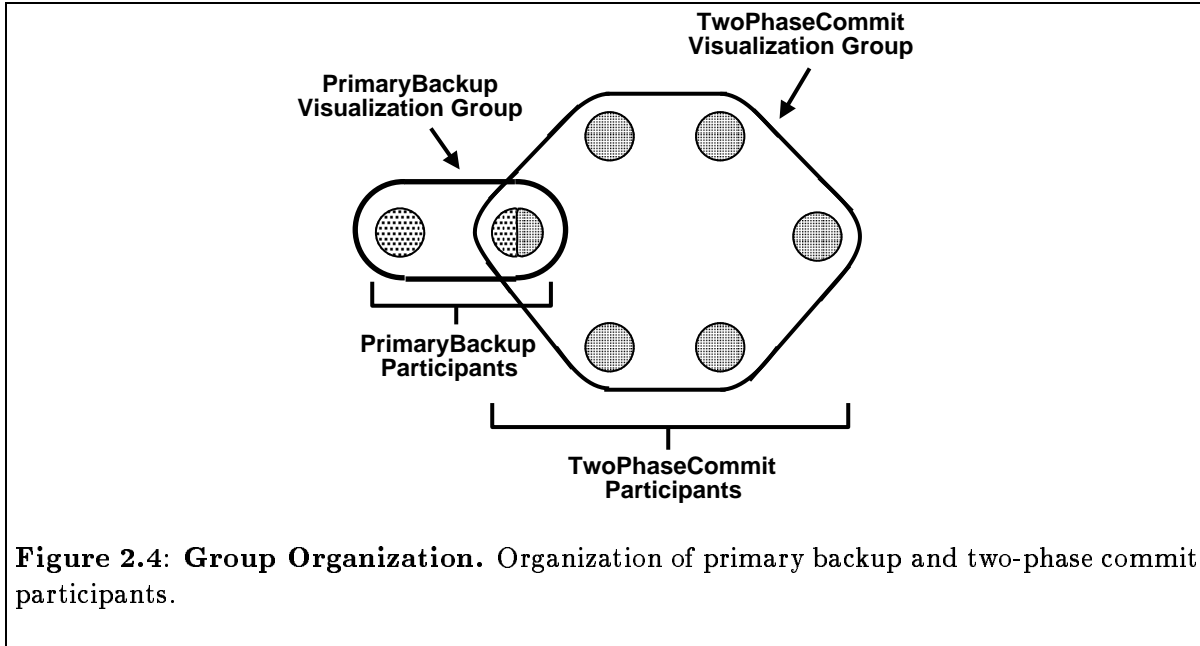 TwoPhaseCommit
Visualization Group
PrimaryBackup
Visualization Group
PrimaryBackup
Participants
TwoPhaseCommit
Participants
Figure 2.4: Group Organization. Organization of primary backup and two-phase commit
participants.